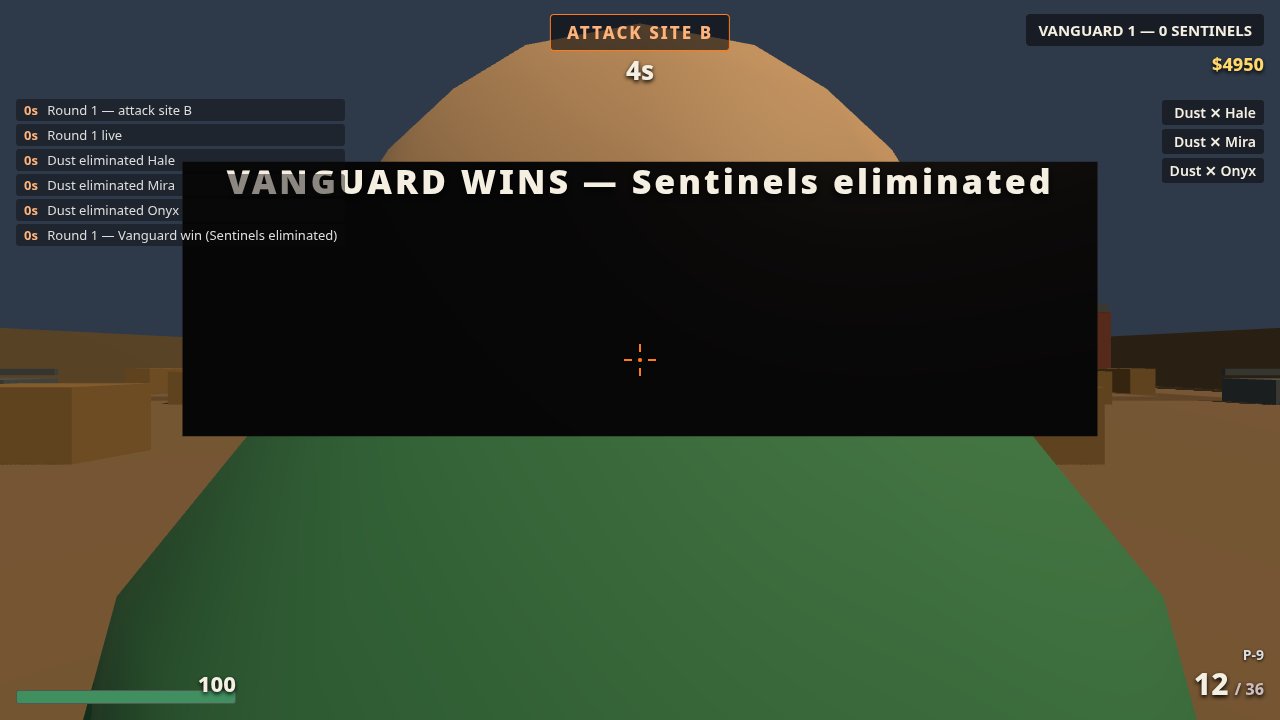 ATTACK SITE B
4s
VANGUARD 1 — 0 SENTINELS
$4950
0s Round 1 — attack site B
0s Round 1 live
0s Dust eliminated Hale
0s Dust eliminated Mira
0s Dust eliminated Onyx
0s Round 1 — Vanguard win (Sentinels eliminated)
Dust ✕ Hale
Dust ✕ Mira
Dust ✕ Onyx
VANGUARD WINS — Sentinels eliminated
100
P-9
12 / 36